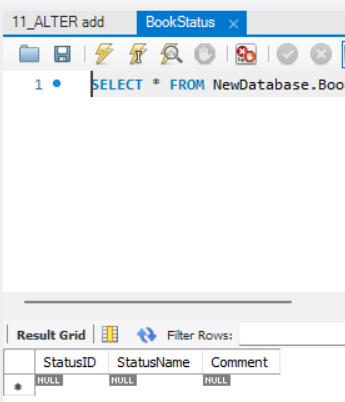 11_ALTER add BookStatus ×
1 SELECT * FROM NewDatabase.Boo
Result Grid Filter Rows:
StatusID StatusName Comment
NULL NULL NULL